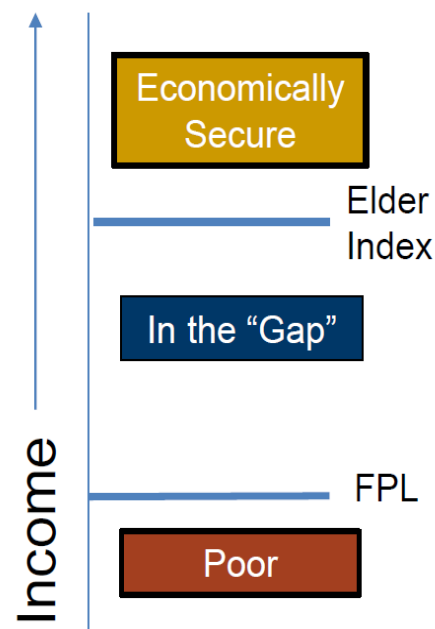 Economically
Secure
Elder
Index
In the “Gap”
FPL
Poor
Income